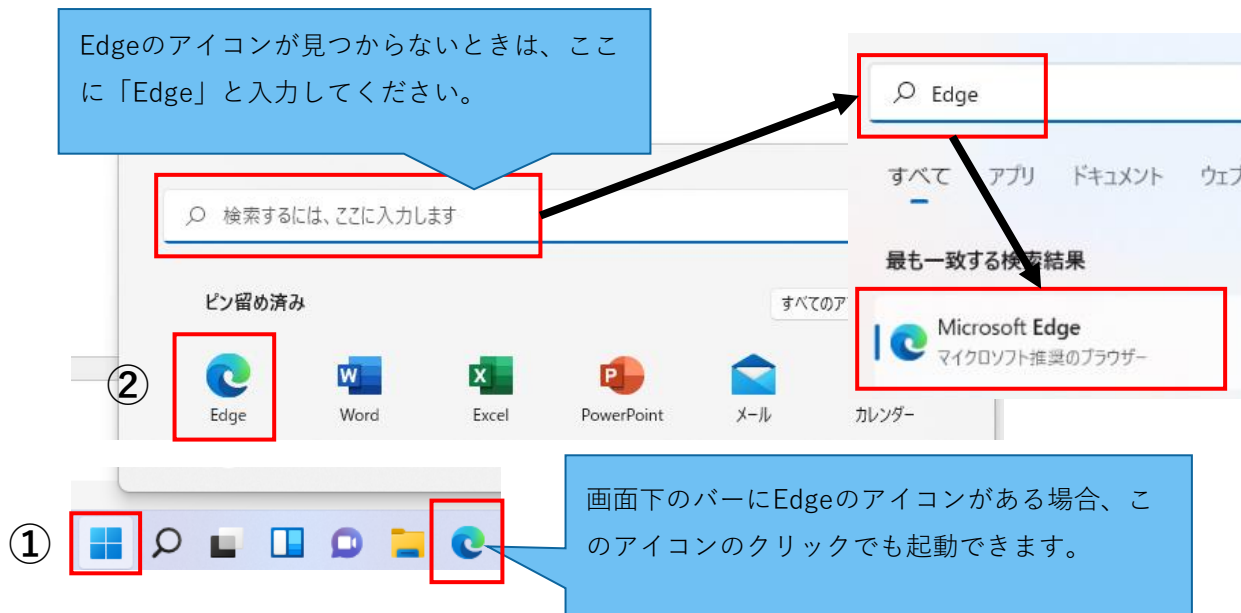 Edgeのアイコンが見つからないときは、ここ
に「Edge」と入力してください。
Edge
すべて アプリ ドキュメント ウェブ
検索するには、ここに入力します
最も一致する検索結果
Microsoft Edge
マイクロソフト推奨のブラウザー
ピン留め済み
すべてのア
②
Edge Word Excel PowerPoint メール カレンダー
画面下のバーにEdgeのアイコンがある場合、こ
のアイコンのクリックでも起動できます。
①